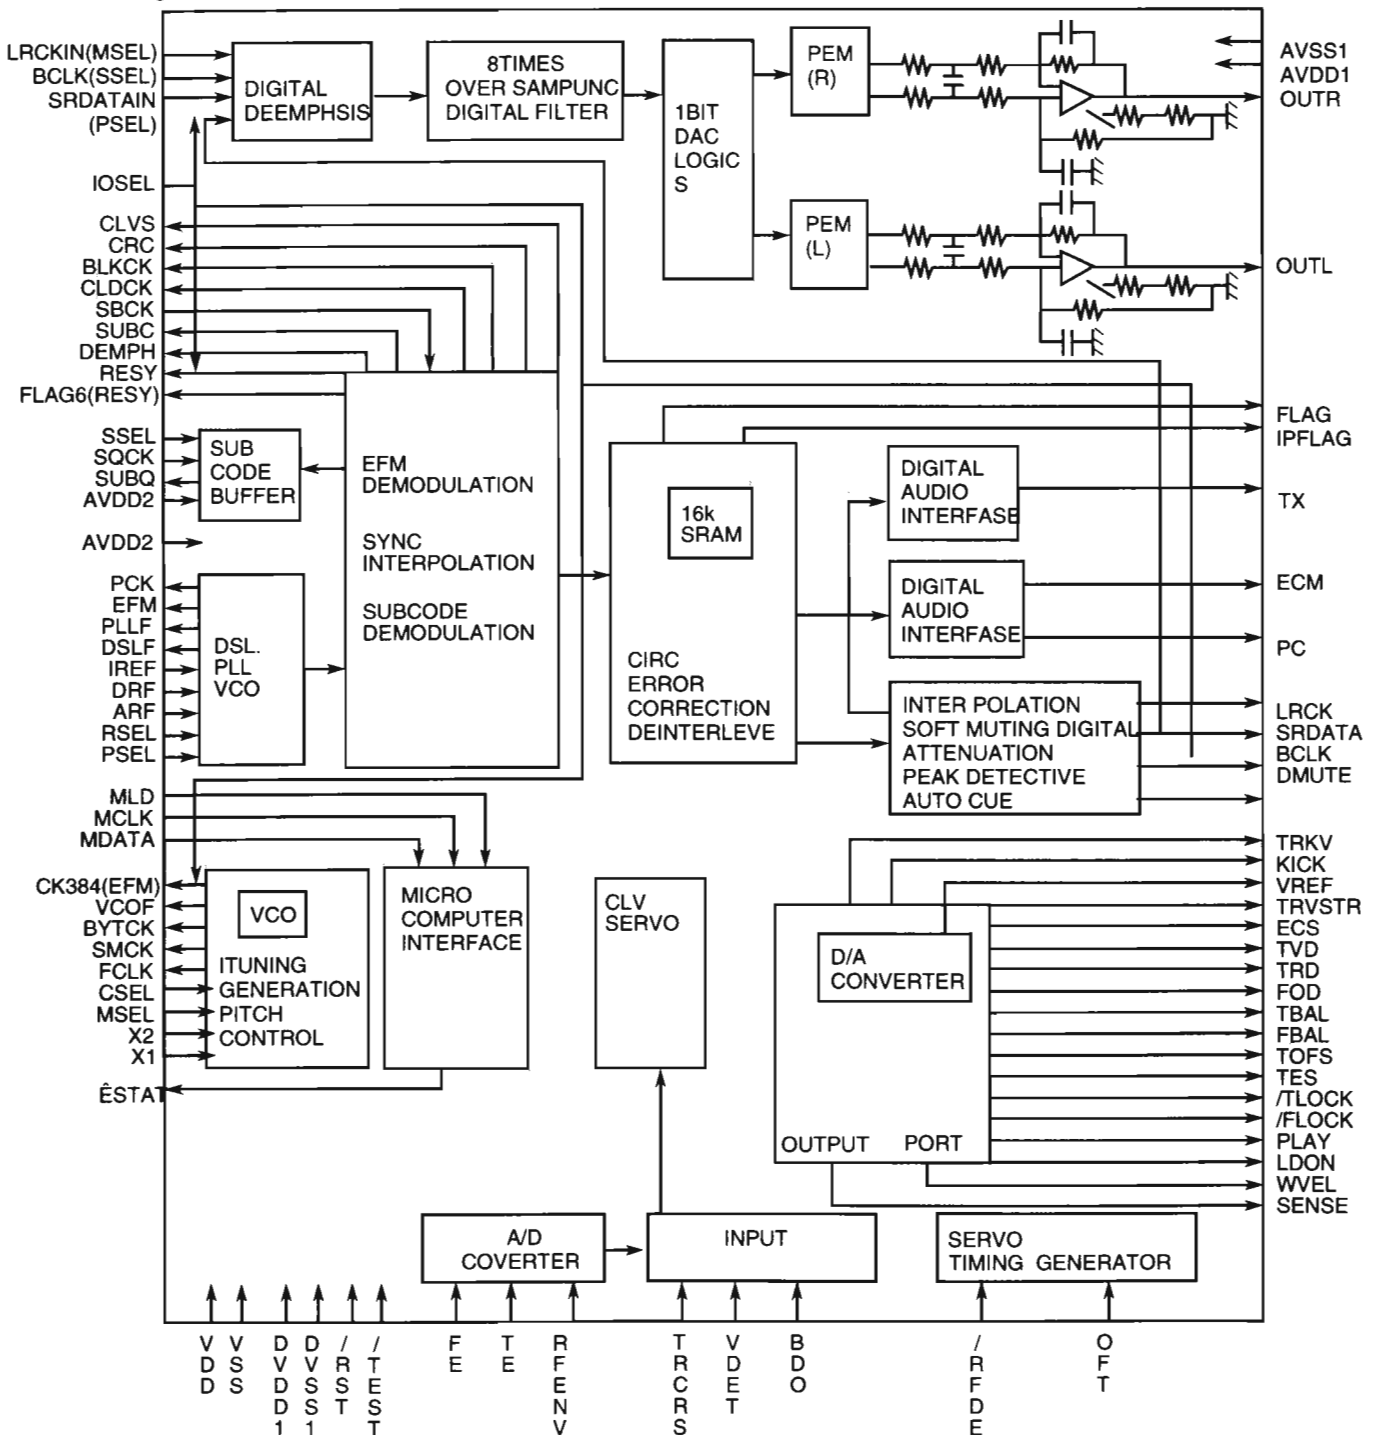 LRCKIN(MSEL)
BCLK(SSEL)
SRDATAIN
(PSEL)
IOSEL
CLVS
CRC
BLKCK
CLDCK
SBCK
SUBC
DEMPH
RESY
FLAG6(RESY)
SSEL
SQCK
SUBQ
AVDD2
AVDD2
PCK
EFM
PLLF
DSLF
IREF
DRF
ARF
RSEL
PSEL
MLD
MCLK
MDATA
CK384(EFM)
VCOF
BYTCK
SMCK
FCLK
CSEL
MSEL
X2
X1
ÊSTAT
DIGITAL
DEEMPHSIS
8TIMES
OVER SAMPUNC
DIGITAL FILTER
1BIT
DAC
LOGIC
S
PEM
(R)
PEM
(L)
AVSS1
AVDD1
OUTR
OUTL
SUB
CODE
BUFFER
EFM
DEMODULATION
SYNC
INTERPOLATION
SUBCODE
DEMODULATION
DSL.
PLL
VCO
16k
SRAM
CIRC
ERROR
CORRECTION
DEINTERLEVE
DIGITAL
AUDIO
INTERFASE
DIGITAL
AUDIO
INTERFASE
INTER POLATION
SOFT MUTING DIGITAL
ATTENUATION
PEAK DETECTIVE
AUTO CUE
FLAG
IPFLAG
TX
ECM
PC
LRCK
SRDATA
BCLK
DMUTE
VCO
ITUNING
GENERATION
PITCH
CONTROL
MICRO
COMPUTER
INTERFACE
CLV
SERVO
D/A
CONVERTER
OUTPUT PORT
TRKV
KICK
VREF
TRVSTR
ECS
TVD
TRD
FOD
TBAL
FBAL
TOFS
TES
/TLOCK
/FLOCK
PLAY
LDON
WVEL
SENSE
A/D
COVERTER
INPUT
SERVO
TIMING GENERATOR
VDD
VSS
DVDD1
DVSS1
/RST
/TEST
FE
TE
RFENV
TRCRS
VDET
BDO
/RFDE
OFT